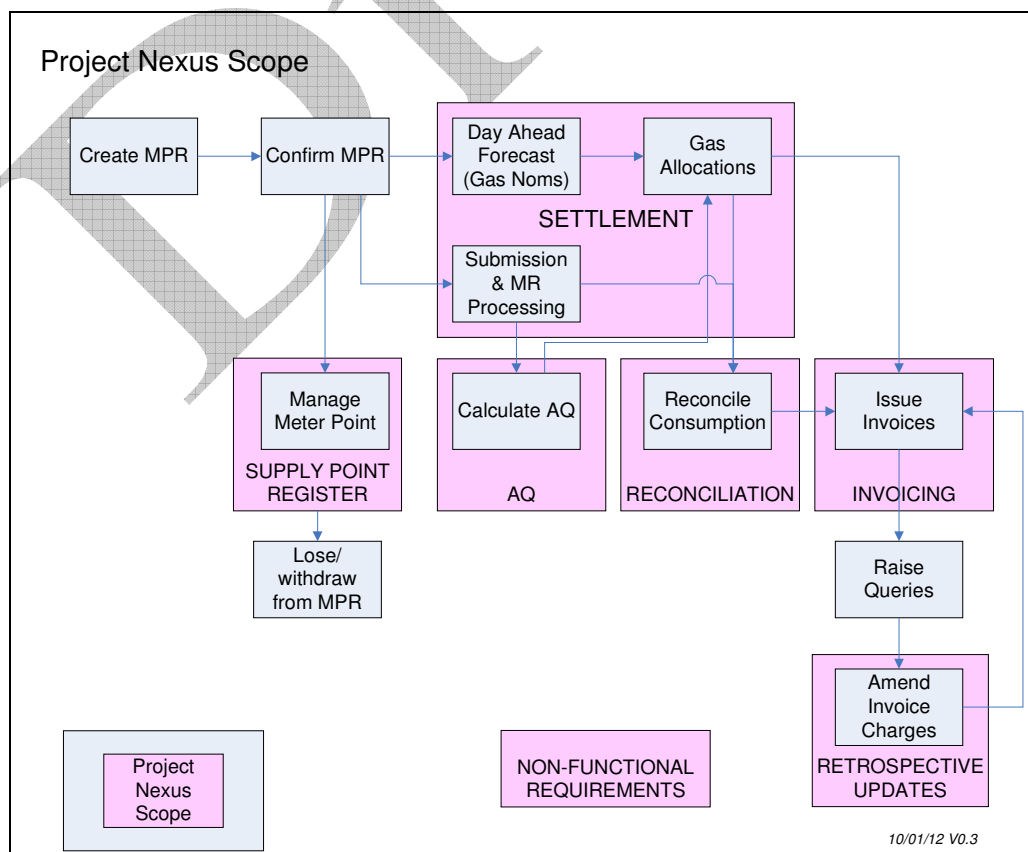 Project Nexus Scope
Create MPR
Confirm MPR
Day Ahead
Forecast
(Gas Noms)
Gas
Allocations
SETTLEMENT
Submission
& MR
Processing
Manage
Meter Point
SUPPLY POINT
REGISTER
Calculate AQ
AQ
Reconcile
Consumption
RECONCILIATION
Issue
Invoices
INVOICING
Lose/
withdraw
from MPR
Raise
Queries
Amend
Invoice
Charges
RETROSPECTIVE
UPDATES
Project
Nexus
Scope
NON-FUNCTIONAL
REQUIREMENTS
10/01/12 V0.3